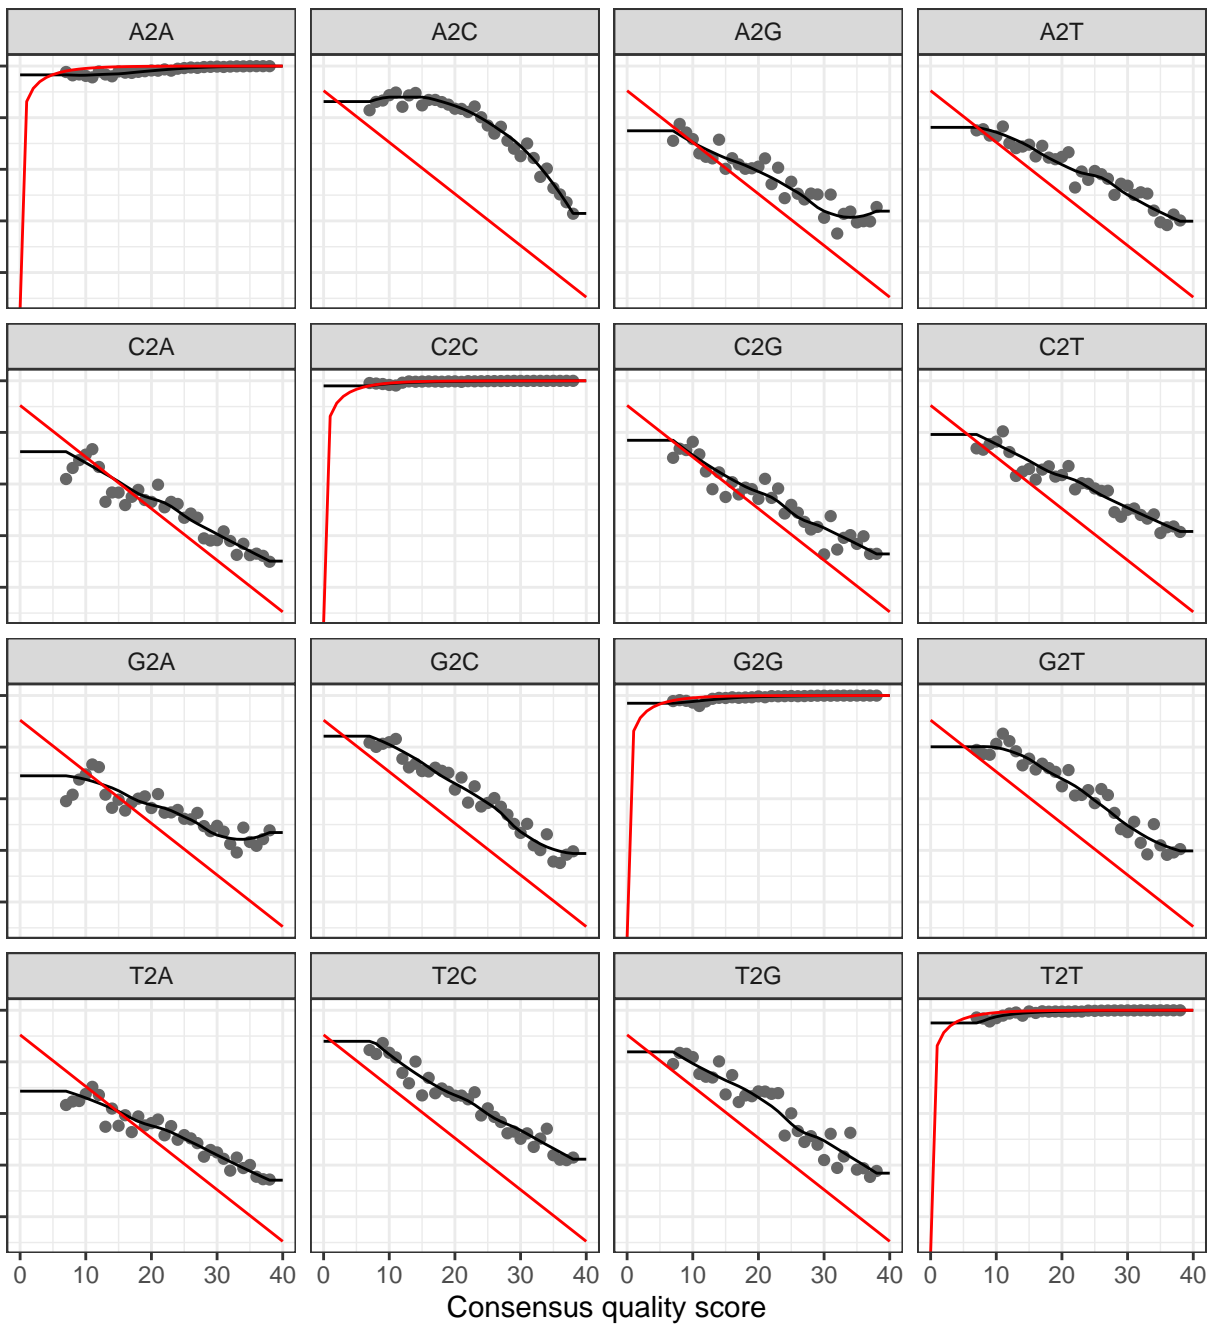 A2A A2C A2G A2T
C2A C2C C2G C2T
G2A G2C G2G G2T
T2A T2C T2G T2T
0 10 20 30 40 0 10 20 30 40 0 10 20 30 40 0 10 20 30 40
Consensus quality score